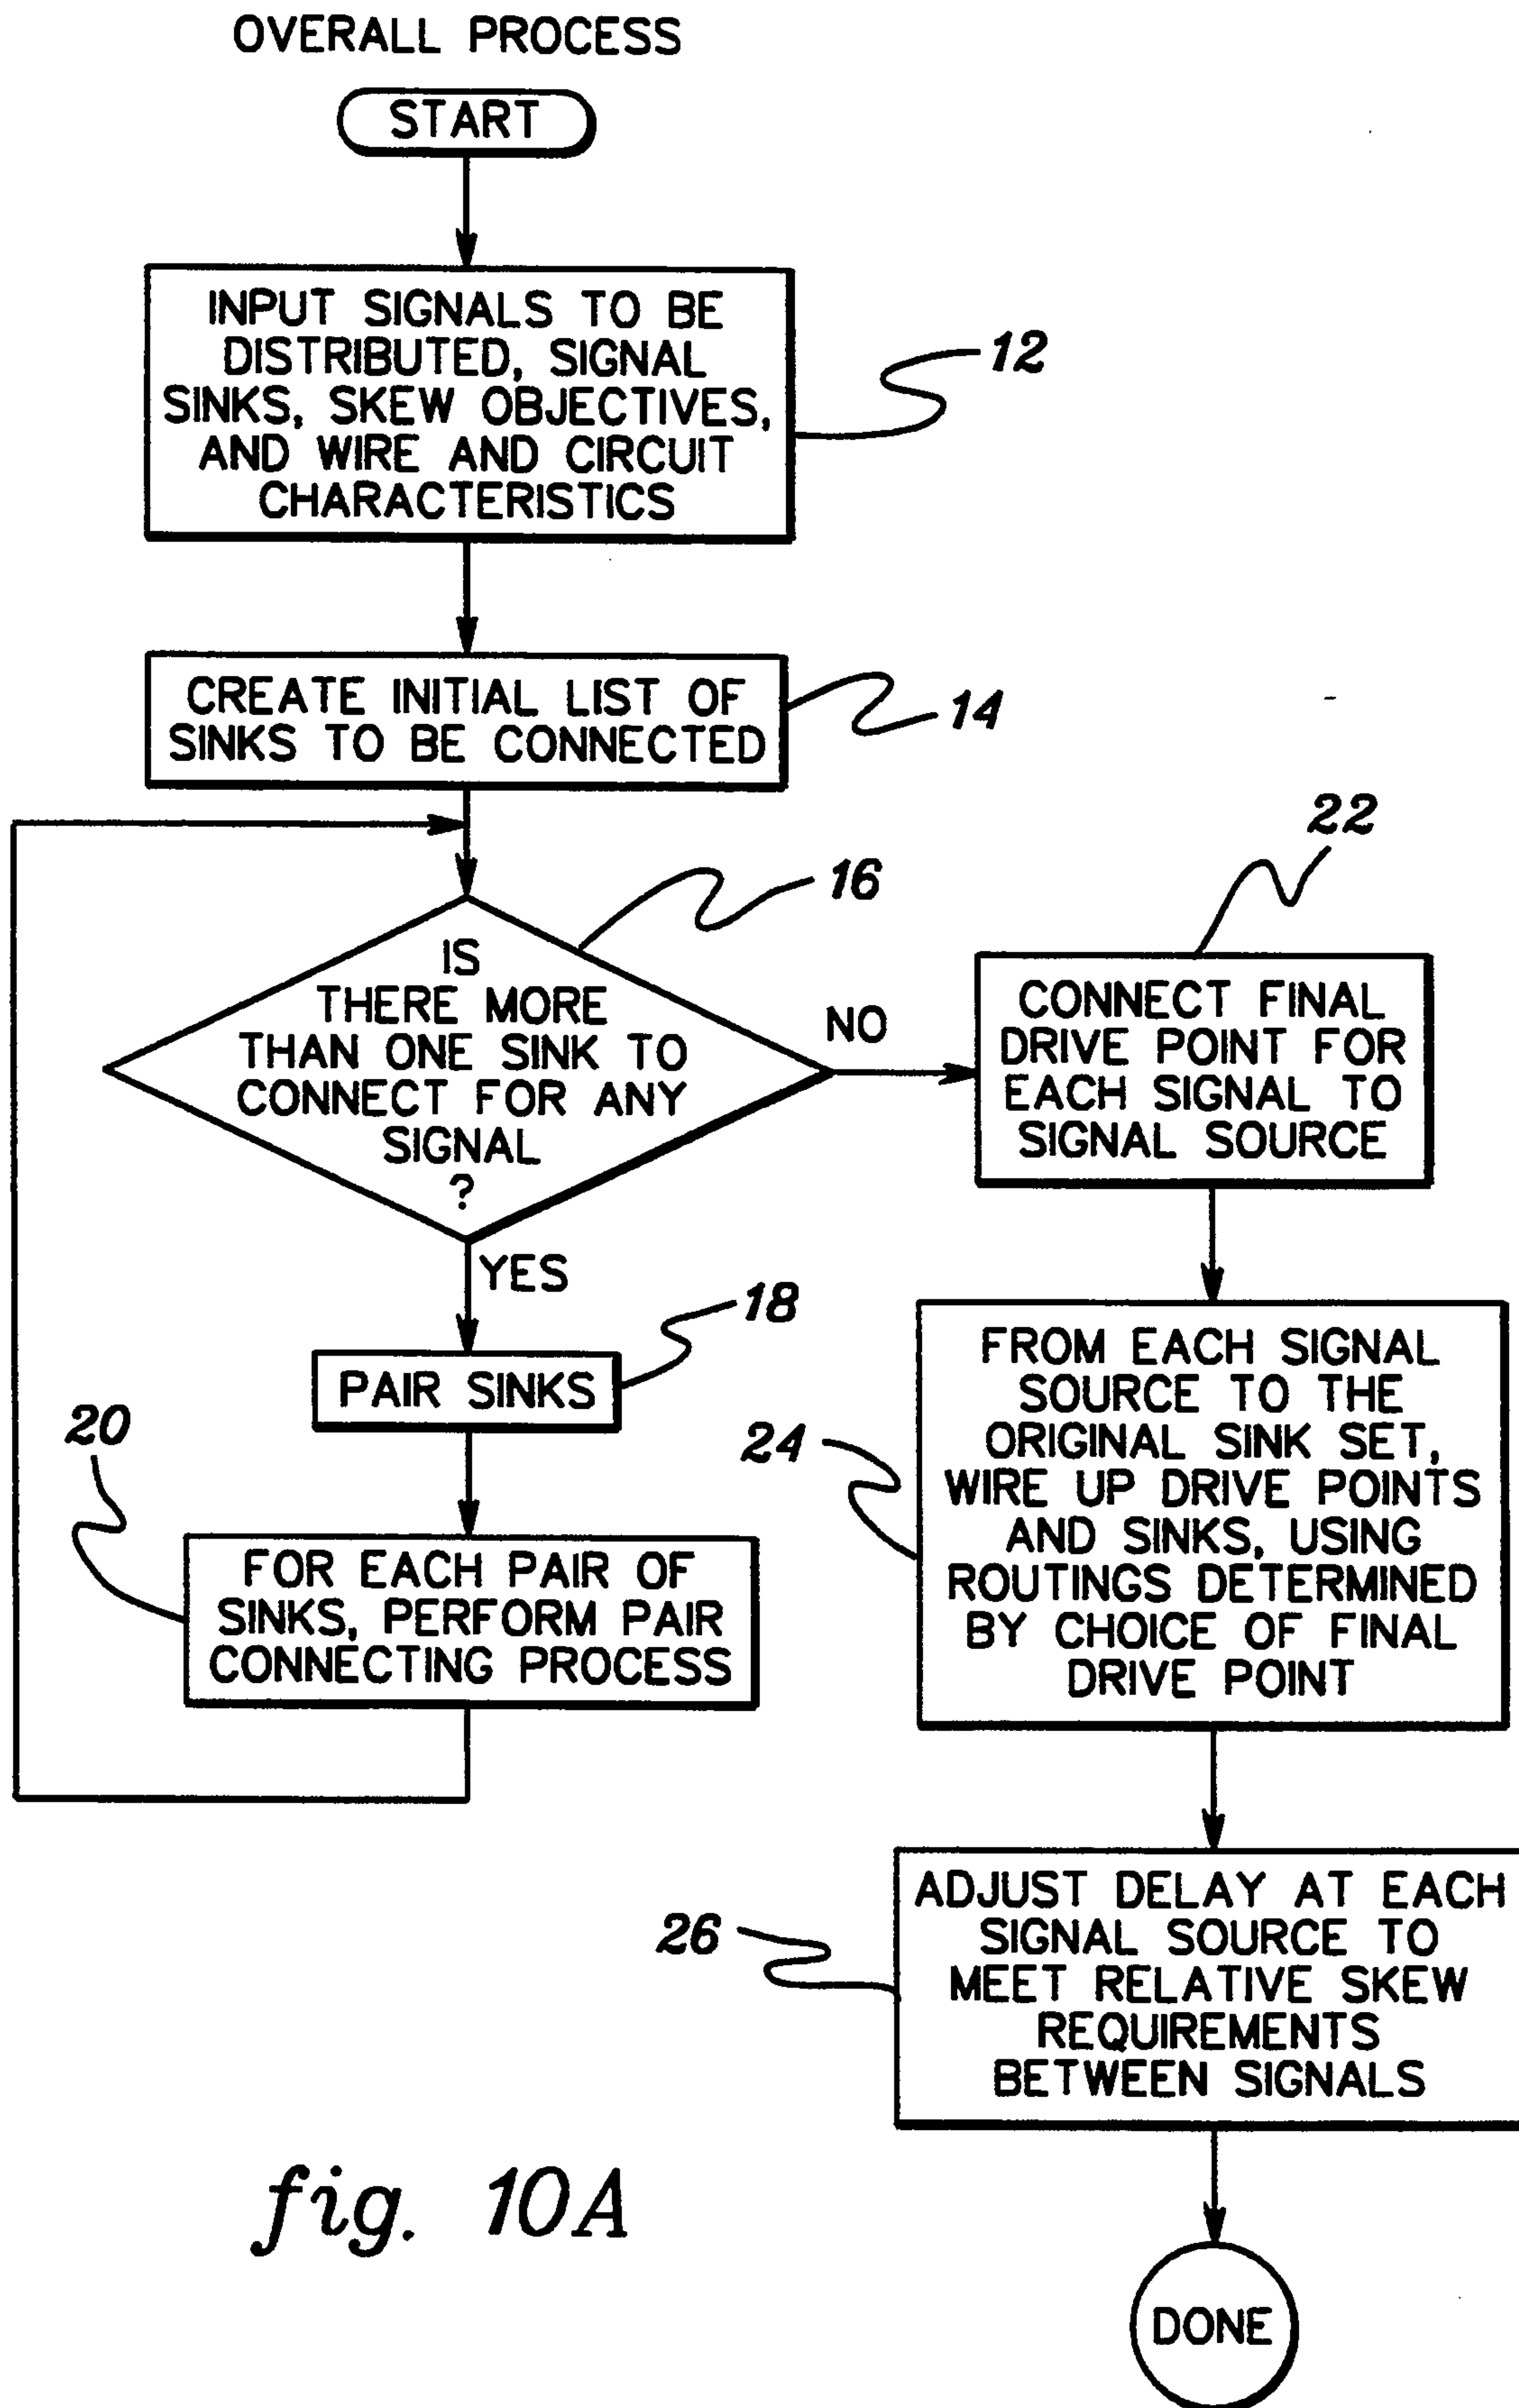 OVERALL PROCESS
START
INPUT SIGNALS TO BE
DISTRIBUTED, SIGNAL
SINKS, SKEW OBJECTIVES,
AND WIRE AND CIRCUIT
CHARACTERISTICS
12
CREATE INITIAL LIST OF
SINKS TO BE CONNECTED
14
IS
THERE MORE
THAN ONE SINK TO
CONNECT FOR ANY
SIGNAL
?
16
NO
YES
PAIR SINKS
18
FOR EACH PAIR OF
SINKS, PERFORM PAIR
CONNECTING PROCESS
20
CONNECT FINAL
DRIVE POINT FOR
EACH SIGNAL TO
SIGNAL SOURCE
22
FROM EACH SIGNAL
SOURCE TO THE
ORIGINAL SINK SET,
WIRE UP DRIVE POINTS
AND SINKS, USING
ROUTINGS DETERMINED
BY CHOICE OF FINAL
DRIVE POINT
24
ADJUST DELAY AT EACH
SIGNAL SOURCE TO
MEET RELATIVE SKEW
REQUIREMENTS
BETWEEN SIGNALS
26
DONE
fig. 10A